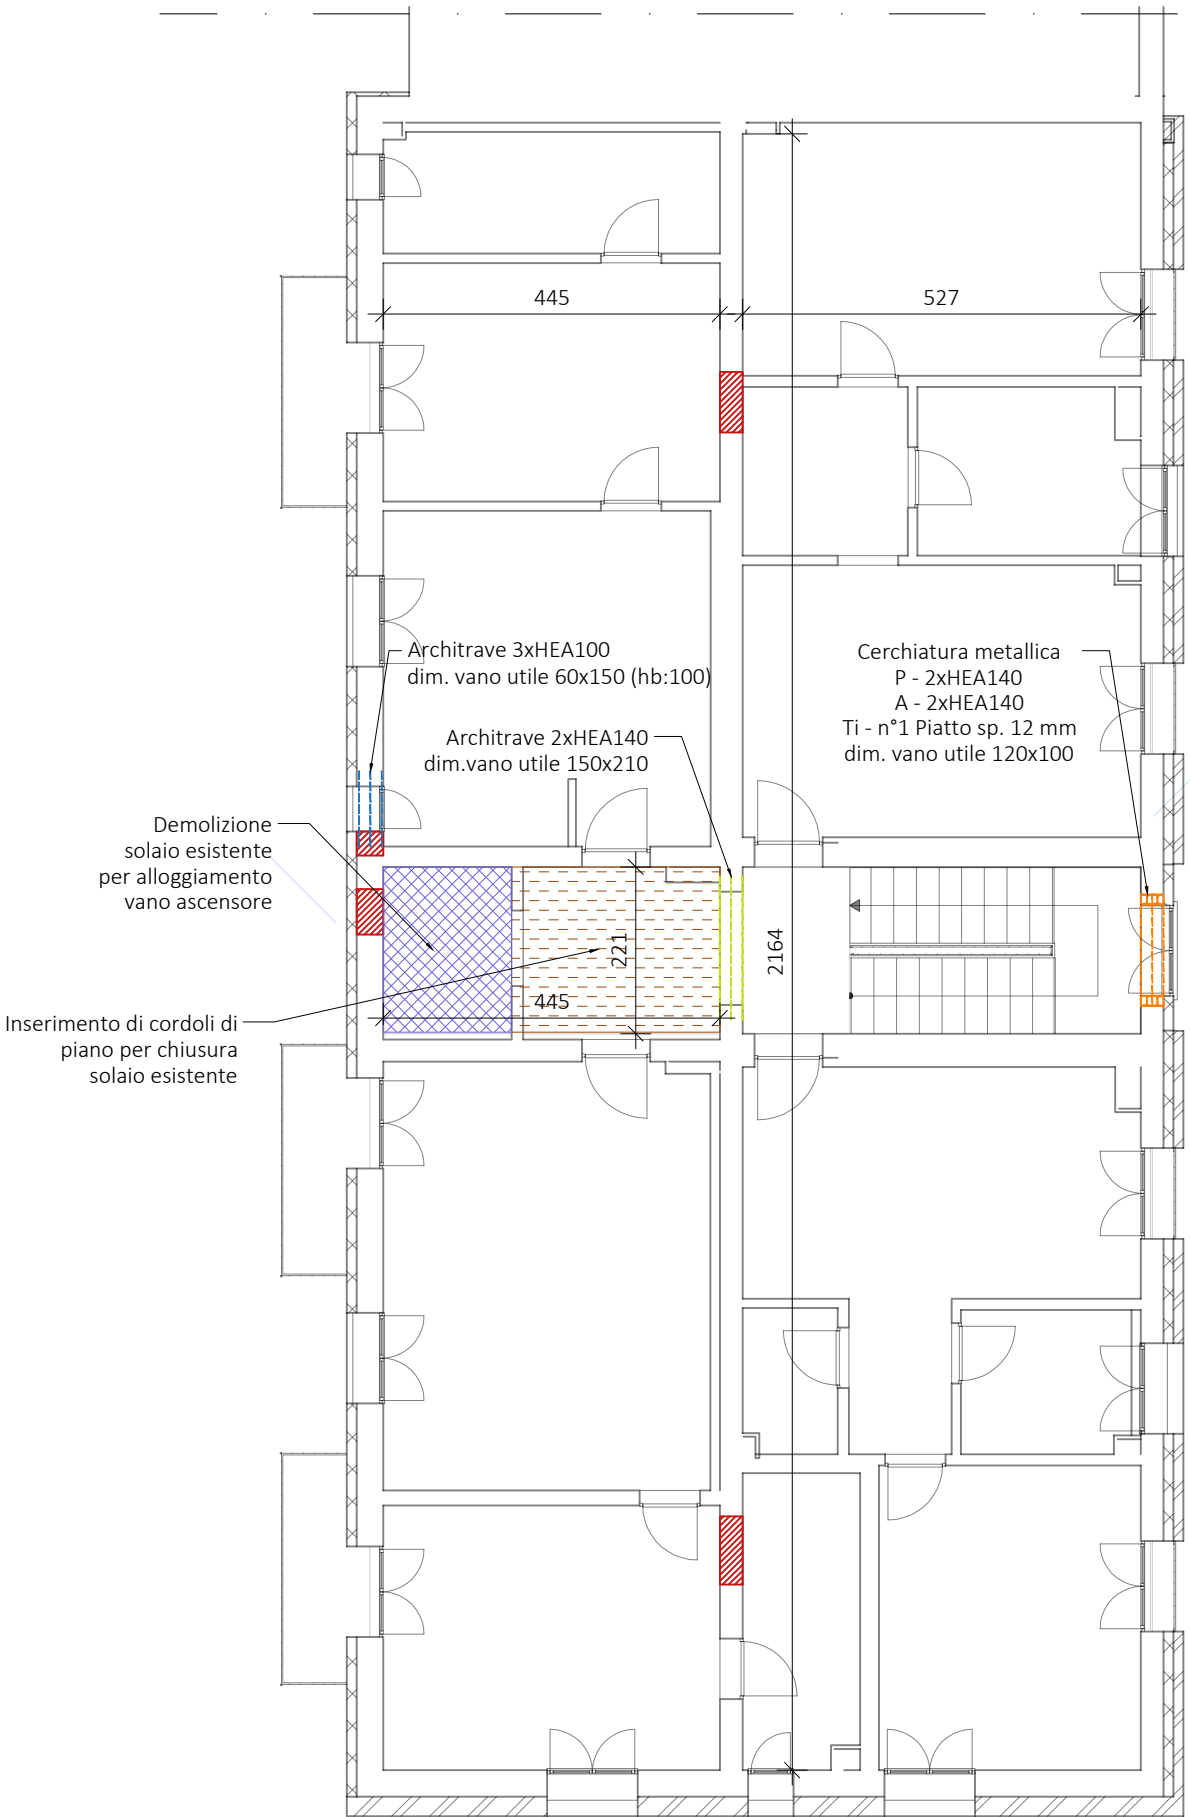 445
527
Architrave 3xHEA100
dim. vano utile 60x150 (hb:100)
Cerchiatura metallica
P - 2xHEA140
A - 2xHEA140
Ti - n°1 Piatto sp. 12 mm
dim. vano utile 120x100
Architrave 2xHEA140
dim.vano utile 150x210
Demolizione
solaio esistente
per alloggiamento
vano ascensore
221
2164
445
Inserimento di cordoli di
piano per chiusura
solaio esistente